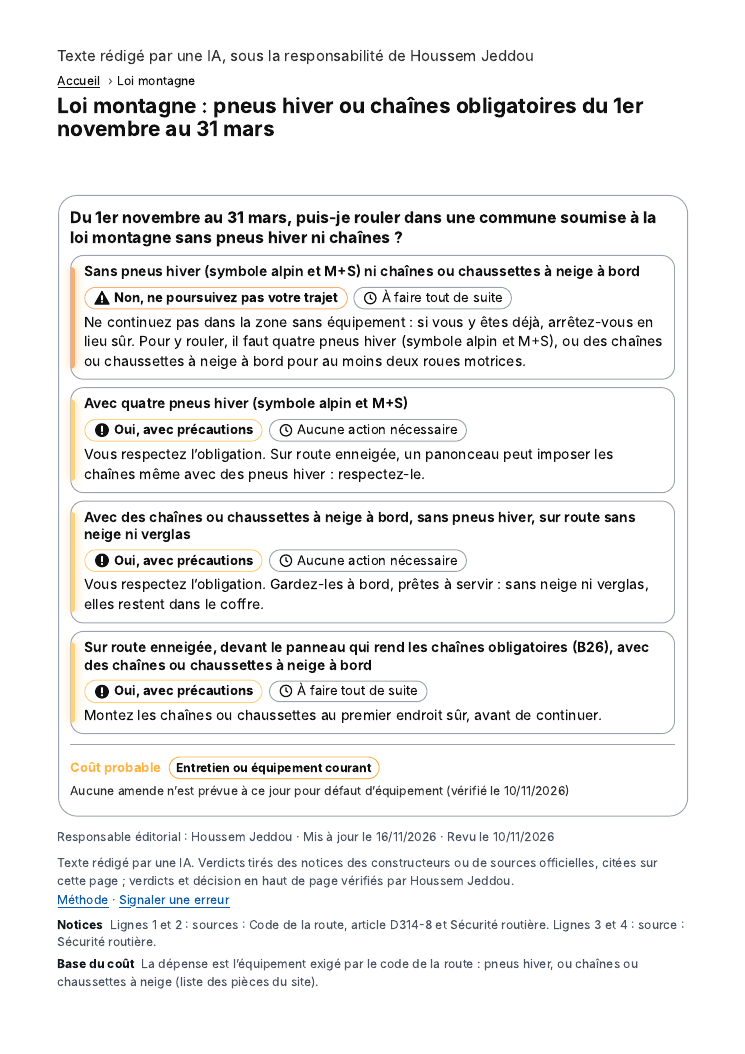 Texte rédigé par une IA, sous la responsabilité de Houssem Jeddou
Accueil › Loi montagne
Loi montagne : pneus hiver ou chaînes obligatoires du 1er
novembre au 31 mars
Du 1er novembre au 31 mars, puis-je rouler dans une commune soumise à la
loi montagne sans pneus hiver ni chaînes ?
Sans pneus hiver (symbole alpin et M+S) ni chaînes ou chaussettes à neige à bord
Non, ne poursuivez pas votre trajet À faire tout de suite
Ne continuez pas dans la zone sans équipement : si vous y êtes déjà, arrêtez-vous en
lieu sûr. Pour y rouler, il faut quatre pneus hiver (symbole alpin et M+S), ou des chaînes
ou chaussettes à neige à bord pour au moins deux roues motrices.
Avec quatre pneus hiver (symbole alpin et M+S)
Oui, avec précautions Aucune action nécessaire
Vous respectez l’obligation. Sur route enneigée, un panonceau peut imposer les
chaînes même avec des pneus hiver : respectez-le.
Avec des chaînes ou chaussettes à neige à bord, sans pneus hiver, sur route sans
neige ni verglas
Oui, avec précautions Aucune action nécessaire
Vous respectez l’obligation. Gardez-les à bord, prêtes à servir : sans neige ni verglas,
elles restent dans le coffre.
Sur route enneigée, devant le panneau qui rend les chaînes obligatoires (B26), avec
des chaînes ou chaussettes à neige à bord
Oui, avec précautions À faire tout de suite
Montez les chaînes ou chaussettes au premier endroit sûr, avant de continuer.
Coût probable Entretien ou équipement courant
Aucune amende n’est prévue à ce jour pour défaut d’équipement (vérifié le 10/11/2026)
Responsable éditorial : Houssem Jeddou · Mis à jour le 16/11/2026 · Revu le 10/11/2026
Texte rédigé par une IA. Verdicts tirés des notices des constructeurs ou de sources officielles, citées sur
cette page ; verdicts et décision en haut de page vérifiés par Houssem Jeddou.
Méthode · Signaler une erreur
Notices Lignes 1 et 2 : sources : Code de la route, article D314-8 et Sécurité routière. Lignes 3 et 4 : source :
Sécurité routière.
Base du coût La dépense est l’équipement exigé par le code de la route : pneus hiver, ou chaînes ou
chaussettes à neige (liste des pièces du site).